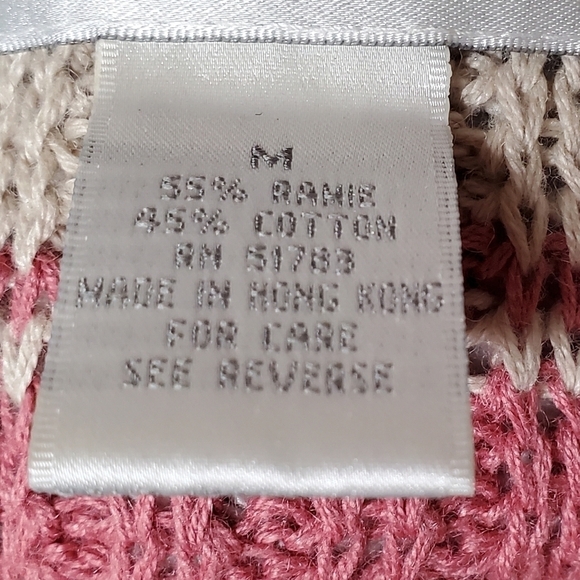 M
55% RAMIE
45% COTTON
RN 51783
MADE IN HONG KONG
FOR CARE
SEE REVERSE